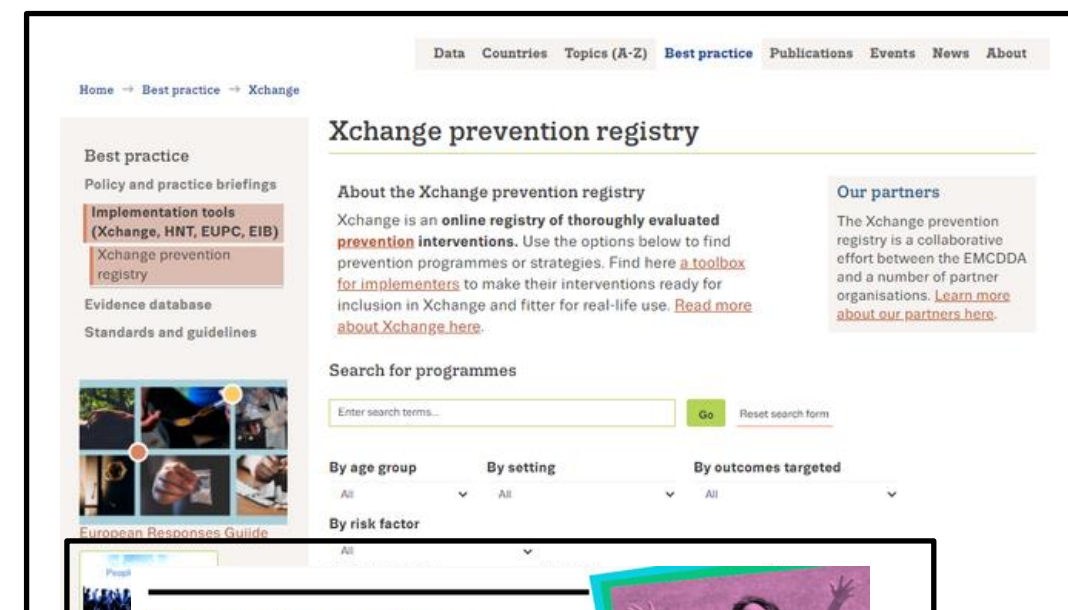 Data Countries Topics (A-Z) Best practice Publications Events News About
Home → Best practice → Xchange
Best practice
Policy and practice briefings
Implementation tools
(Xchange, HNT, EUPC, EIB)
Xchange prevention
registry
Evidence database
Standards and guidelines
European Responses Guide
Peopl
Xchange prevention registry
About the Xchange prevention registry
Xchange is an online registry of thoroughly evaluated
prevention interventions. Use the options below to find
prevention programmes or strategies. Find here a toolbox
for implementers to make their interventions ready for
inclusion in Xchange and fitter for real-life use. Read more
about Xchange here.
Our partners
The Xchange prevention
registry is a collaborative
effort between the EMCDDA
and a number of partner
organisations. Learn more
about our partners here.
Search for programmes
Enter search terms...
Go Reset search form
By age group By setting By outcomes targeted
All All All
By risk factor
All